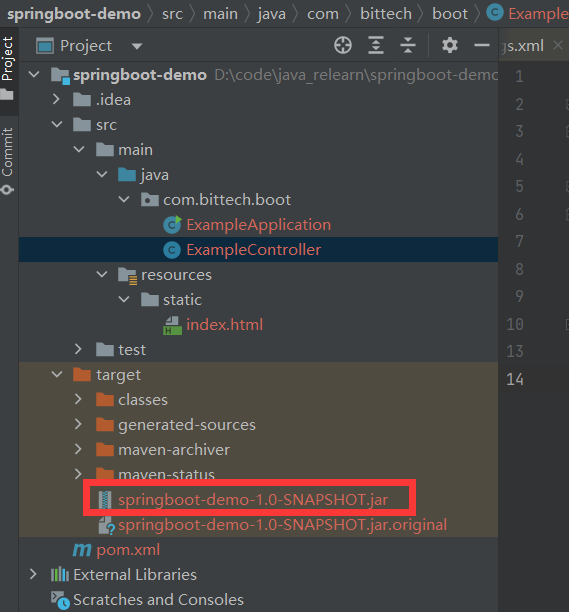 springboot-demo src main java com bittech boot Example
Project
gs.xml
Project
Commit
springboot-demo D:\code\java_relearn\springboot-demo
.idea
src
main
java
com.bittech.boot
ExampleApplication
ExampleController
resources
static
index.html
test
target
classes
generated-sources
maven-archiver
maven-status
springboot-demo-1.0-SNAPSHOT.jar
springboot-demo-1.0-SNAPSHOT.jar.original
pom.xml
External Libraries
Scratches and Consoles
1
2
3
4
5
6
7
8
9
10
13
14